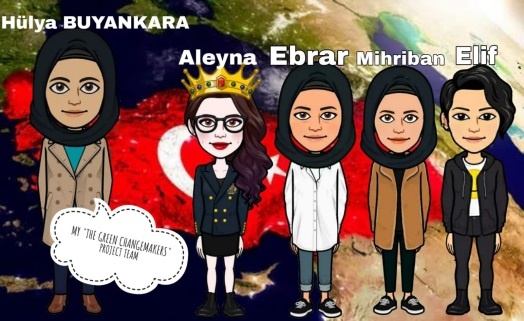 Hülya BUYANKARA
Aleyna Ebrar Mihriban Elif
MY "THE GREEN CHANGEMAKERS"
PROJECT TEAM